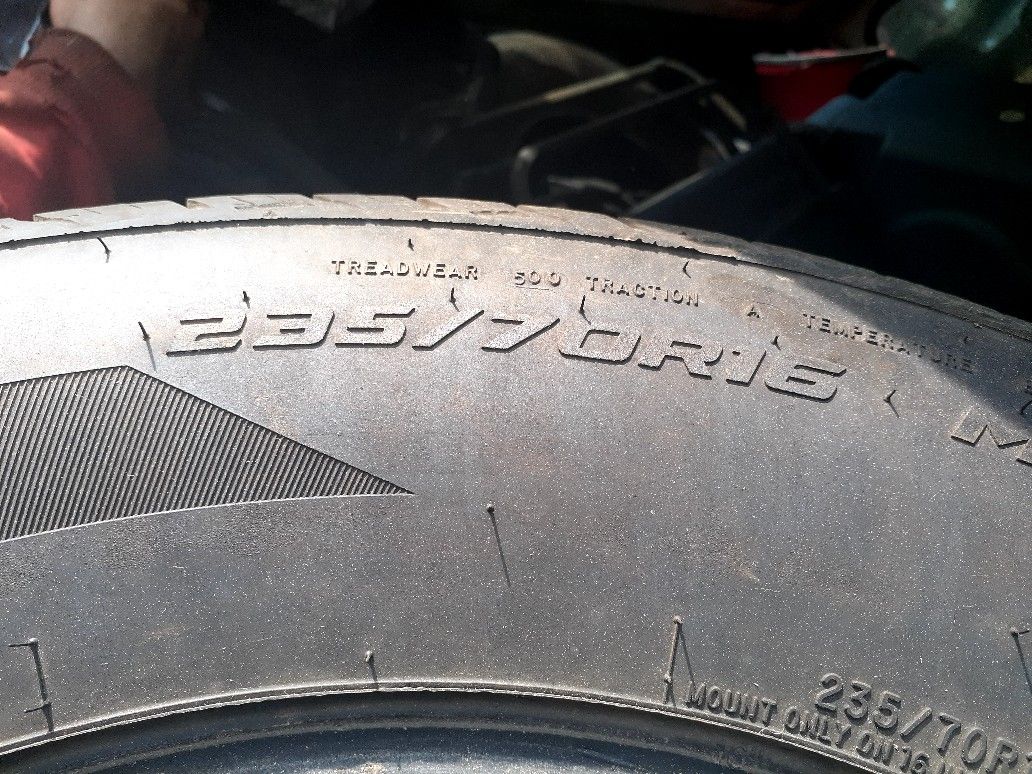 TREADWEAR 500 TRACTION A TEMPERATURE
235/70R16
M
235/70R
MOUNT ONLY ON 16